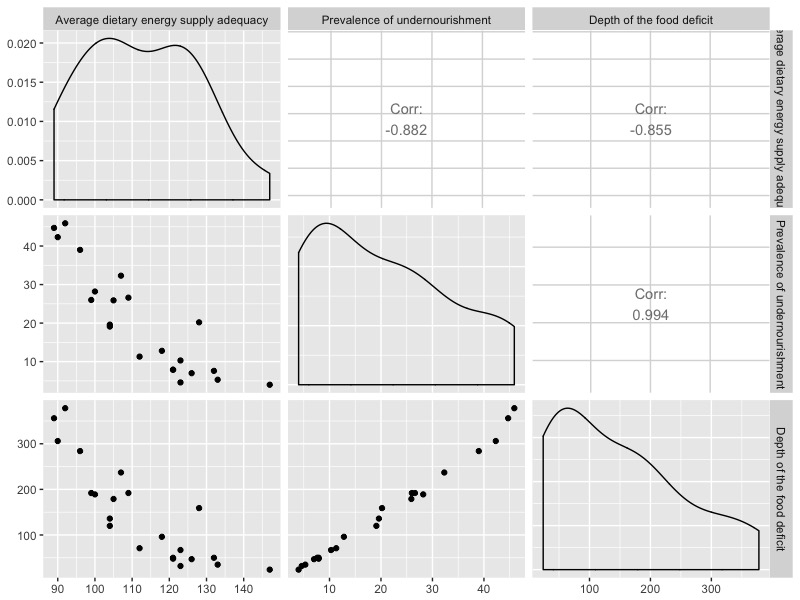 Average dietary energy supply adequacy
Prevalence of undernourishment
Depth of the food deficit
0.020
0.015
0.010
0.005
0.000
Corr:
-0.882
Corr:
-0.855
dietary energy supply
40
30
20
10
Corr:
0.994
Prevalence of undernourishment
300
200
100
Depth of the food deficit
90 100 110 120 130 140
10 20 30 40
100 200 300